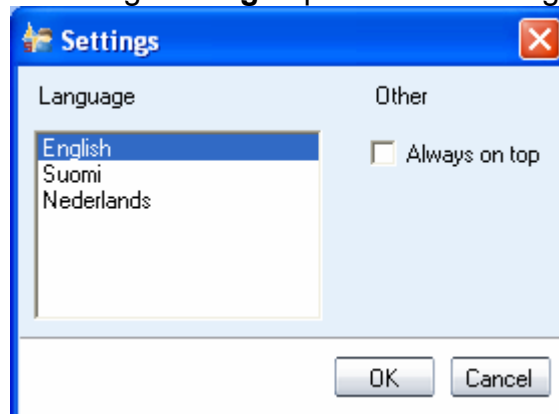 Settings
Language
Other
English
Suomi
Nederlands
Always on top
OK
Cancel